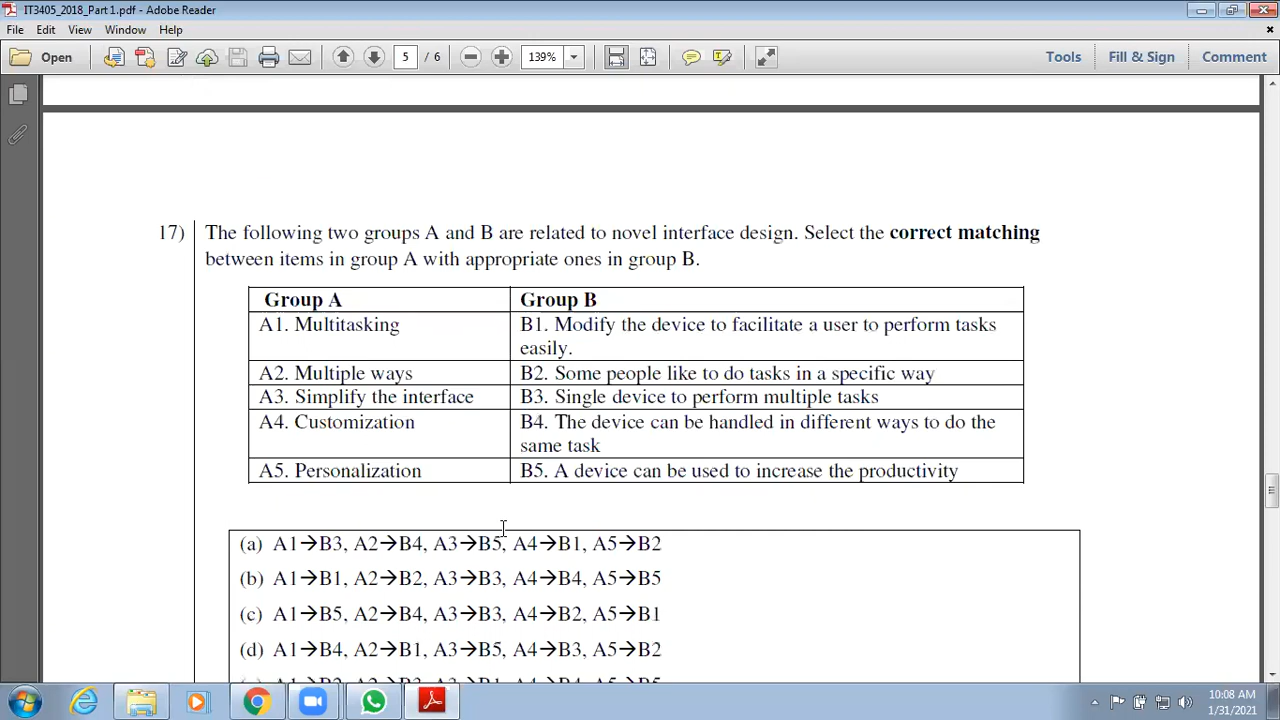 IT3405_2018_Part1.pdf - Adobe Reader
File Edit View Window Help
Open 5 / 6 139% Tools Fill & Sign Comment
17) The following two groups A and B are related to novel interface design. Select the correct matching
between items in group A with appropriate ones in group B.
Group A Group B
A1. Multitasking B1. Modify the device to facilitate a user to perform tasks
easily.
A2. Multiple ways B2. Some people like to do tasks in a specific way
A3. Simplify the interface B3. Single device to perform multiple tasks
A4. Customization B4. The device can be handled in different ways to do the
same task
A5. Personalization B5. A device can be used to increase the productivity
(a) A1→B3, A2→B4, A3→B5, A4→B1, A5→B2
(b) A1→B1, A2→B2, A3→B3, A4→B4, A5→B5
(c) A1→B5, A2→B4, A3→B3, A4→B2, A5→B1
(d) A1→B4, A2→B1, A3→B5, A4→B3, A5→B2
10:08 AM
1/31/2021